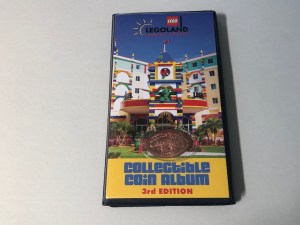 LEGO
LEGOLAND
COLLECTIBLE
COIN ALBUM
3rd EDITION